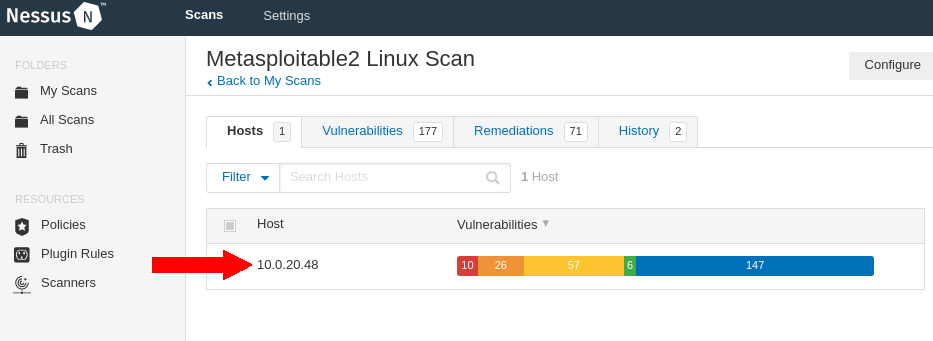 Nessus N ™ Scans Settings
FOLDERS
My Scans
All Scans
Trash
RESOURCES
Policies
Plugin Rules
Scanners
Metasploitable2 Linux Scan
Back to My Scans
Configure
Hosts 1 Vulnerabilities 177 Remediations 71 History 2
Filter Search Hosts 1 Host
Host Vulnerabilities
10.0.20.48 10 26 57 6 147